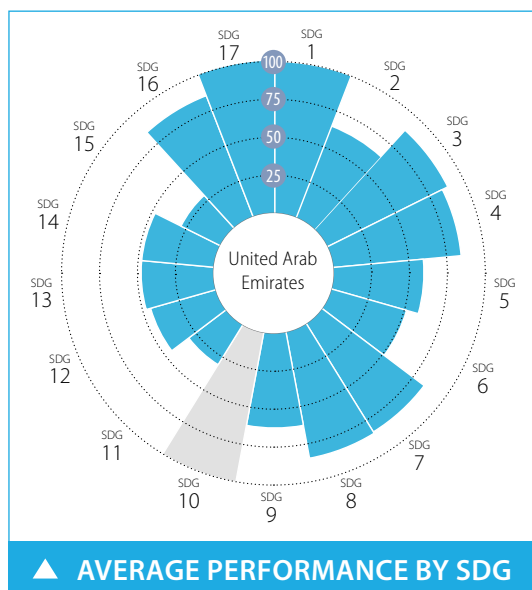 SDG
1
SDG
2
SDG
3
SDG
4
SDG
5
SDG
6
SDG
7
SDG
8
SDG
9
SDG
10
SDG
11
SDG
12
SDG
13
SDG
14
SDG
15
SDG
16
SDG
17
100
75
50
25
United Arab
Emirates
AVERAGE PERFORMANCE BY SDG